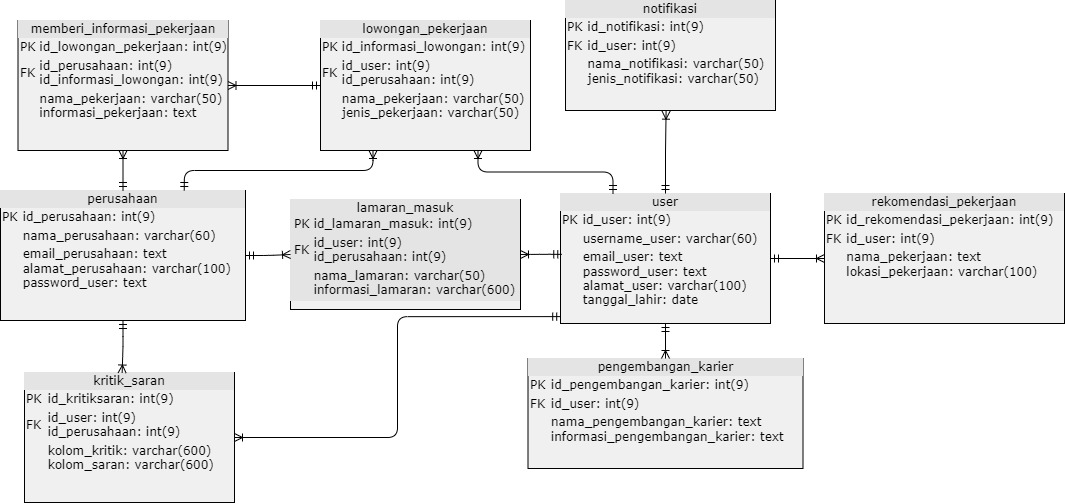 memberi_informasi_pekerjaan
PK id_lowongan_pekerjaan: int(9)
FK id_perusahaan: int(9)
id_informasi_lowongan: int(9)
nama_pekerjaan: varchar(50)
informasi_pekerjaan: text
lowongan_pekerjaan
PK id_informasi_lowongan: int(9)
FK id_user: int(9)
id_perusahaan: int(9)
nama_pekerjaan: varchar(50)
jenis_pekerjaan: varchar(50)
notifikasi
PK id_notifikasi: int(9)
FK id_user: int(9)
nama_notifikasi: varchar(50)
jenis_notifikasi: varchar(50)
perusahaan
PK id_perusahaan: int(9)
nama_perusahaan: varchar(60)
email_perusahaan: text
alamat_perusahaan: varchar(100)
password_user: text
lamaran_masuk
PK id_lamaran_masuk: int(9)
FK id_user: int(9)
id_perusahaan: int(9)
nama_lamaran: varchar(50)
informasi_lamaran: varchar(600)
user
PK id_user: int(9)
username_user: varchar(60)
email_user: text
password_user: text
alamat_user: varchar(100)
tanggal_lahir: date
rekomendasi_pekerjaan
PK id_rekomendasi_pekerjaan: int(9)
FK id_user: int(9)
nama_pekerjaan: text
lokasi_pekerjaan: varchar(100)
kritik_saran
PK id_kritiksaran: int(9)
FK id_user: int(9)
id_perusahaan: int(9)
kolom_kritik: varchar(600)
kolom_saran: varchar(600)
pengembangan_karier
PK id_pengembangan_karier: int(9)
FK id_user: int(9)
nama_pengembangan_karier: text
informasi_pengembangan_karier: text